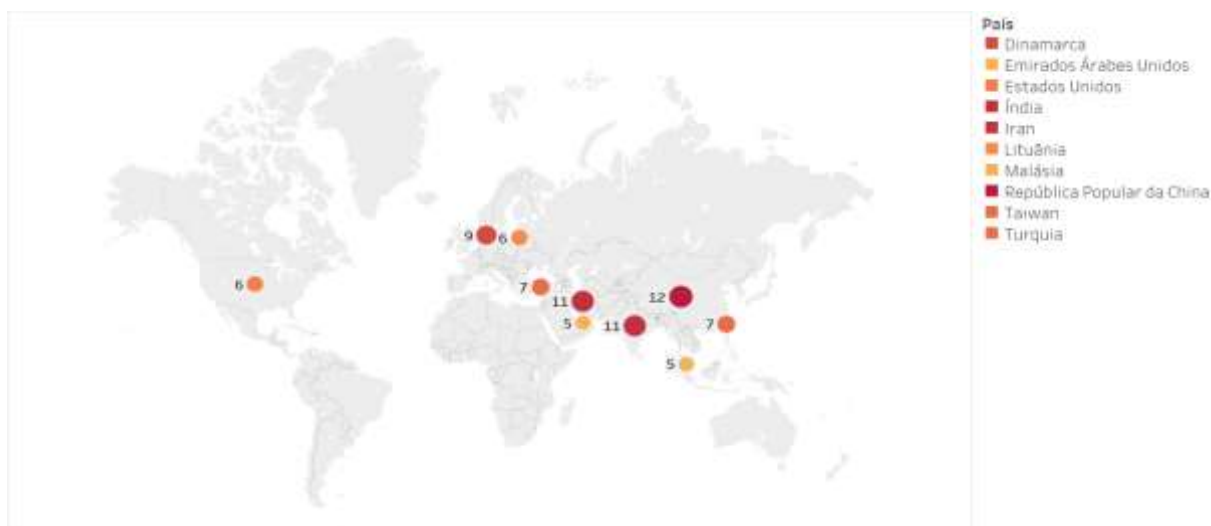 País
Dinamarca
Emirados Árabes Unidos
Estados Unidos
Índia
Iran
Lituânia
Malásia
República Popular da China
Taiwan
Turquia
9
6
6
7
11
12
5
11
7
5